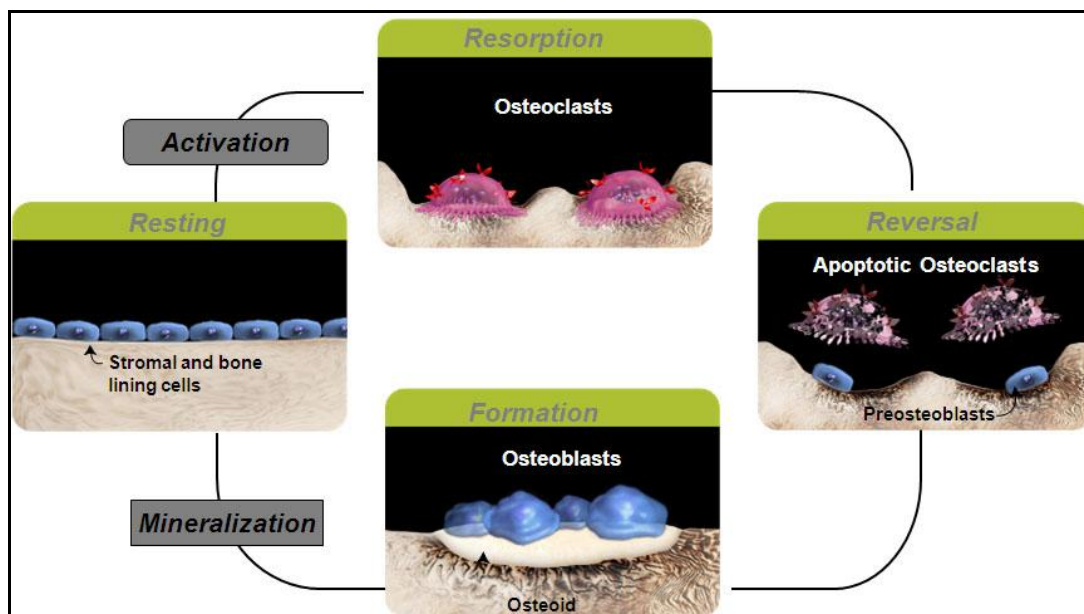 Resorption
Osteoclasts
Activation
Resting
Stromal and bone
lining cells
Reversal
Apoptotic Osteoclasts
Preosteoblasts
Formation
Osteoblasts
Osteoid
Mineralization